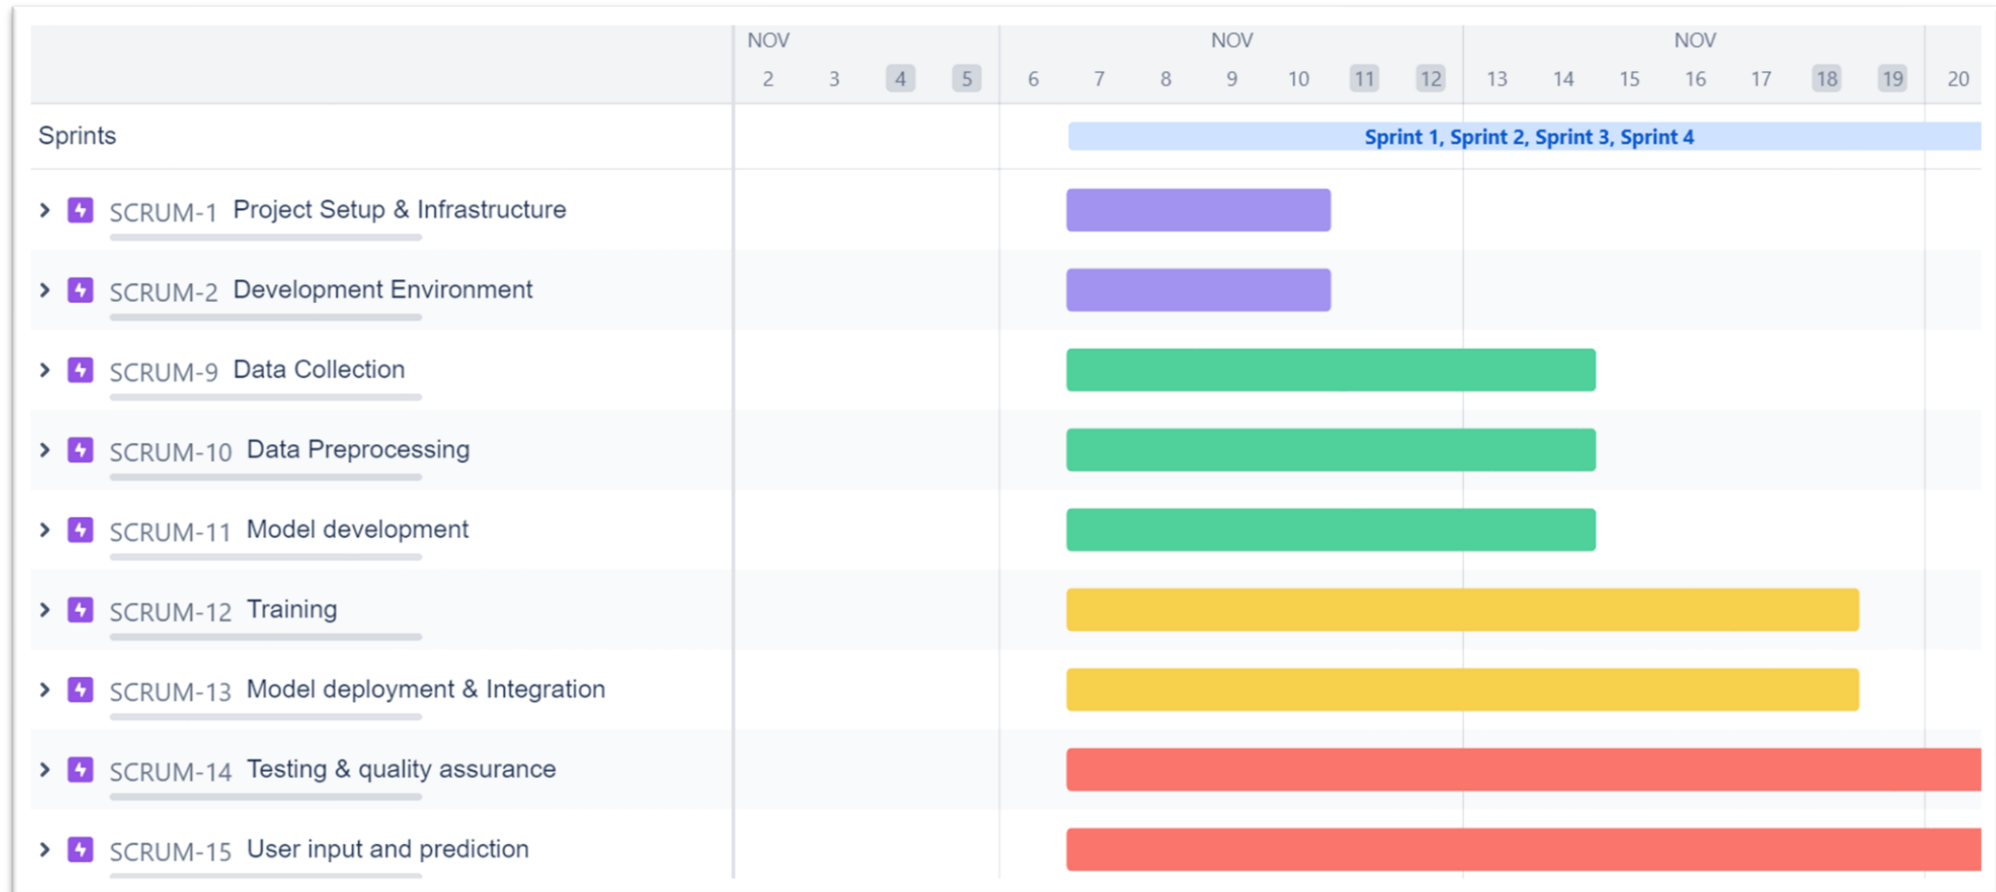 NOV NOV NOV
2 3 4 5 6 7 8 9 10 11 12 13 14 15 16 17 18 19 20
Sprints Sprint 1, Sprint 2, Sprint 3, Sprint 4
SCRUM-1 Project Setup & Infrastructure
SCRUM-2 Development Environment
SCRUM-9 Data Collection
SCRUM-10 Data Preprocessing
SCRUM-11 Model development
SCRUM-12 Training
SCRUM-13 Model deployment & Integration
SCRUM-14 Testing & quality assurance
SCRUM-15 User input and prediction